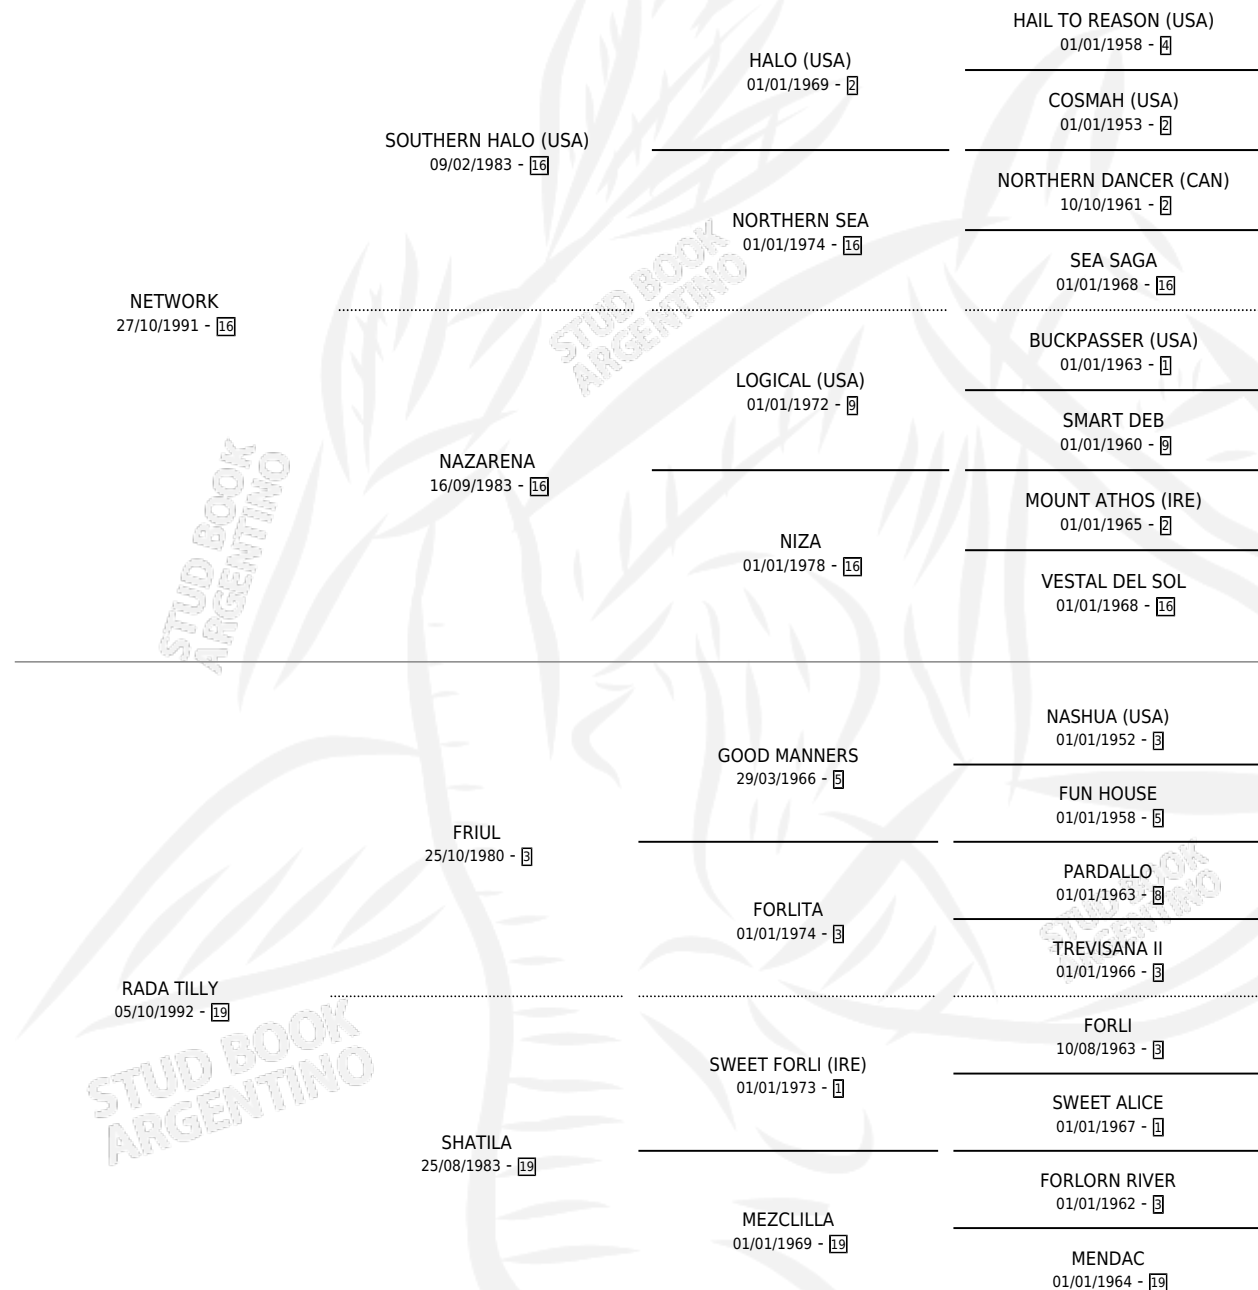 HAIL TO REASON (USA)
01/01/1958 - 4
HALO (USA)
01/01/1969 - 2
COSMAH (USA)
01/01/1953 - 2
SOUTHERN HALO (USA)
09/02/1983 - 16
NORTHERN DANCER (CAN)
10/10/1961 - 2
NORTHERN SEA
01/01/1974 - 16
SEA SAGA
01/01/1968 - 16
NETWORK
27/10/1991 - 16
BUCKPASSER (USA)
01/01/1963 - 1
LOGICAL (USA)
01/01/1972 - 9
SMART DEB
01/01/1960 - 9
NAZARENA
16/09/1983 - 16
MOUNT ATHOS (IRE)
01/01/1965 - 2
NIZA
01/01/1978 - 16
VESTAL DEL SOL
01/01/1968 - 16
NASHUA (USA)
01/01/1952 - 3
GOOD MANNERS
29/03/1966 - 5
FUN HOUSE
01/01/1958 - 5
FRIUL
25/10/1980 - 3
PARDALLO
01/01/1963 - 8
FORLITA
01/01/1974 - 3
TREVISANA II
01/01/1966 - 3
RADA TILLY
05/10/1992 - 19
FORLI
10/08/1963 - 3
SWEET FORLI (IRE)
01/01/1973 - 1
SWEET ALICE
01/01/1967 - 1
SHATILA
25/08/1983 - 19
FORLORN RIVER
01/01/1962 - 3
MEZCLILLA
01/01/1969 - 19
MENDAC
01/01/1964 - 19
STUD BOOK
ARGENTINO
STUD BOOK
ARGENTINO
STUD BOOK
ARGENTINO
STUD BOOK
ARGENTINO